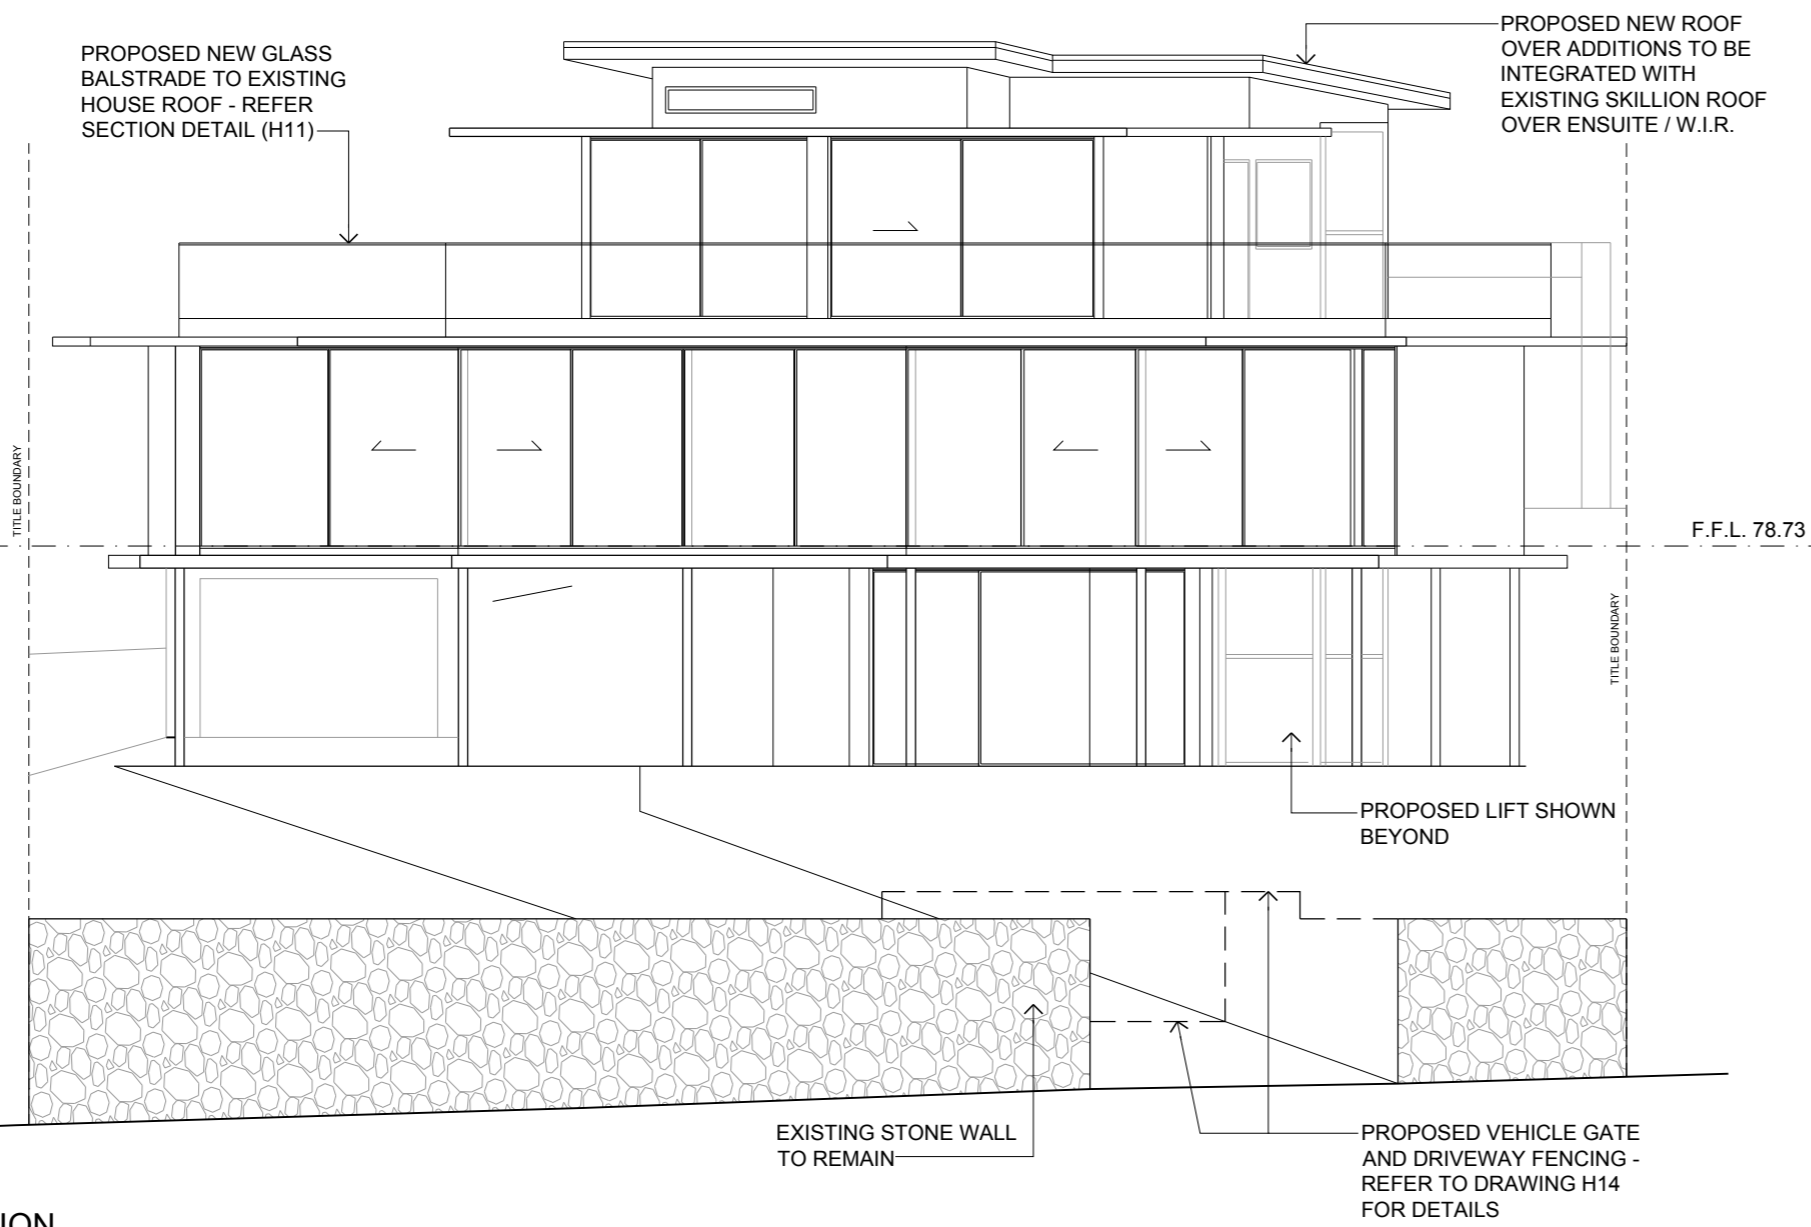 PROPOSED NEW GLASS
BALSTRADE TO EXISTING
HOUSE ROOF - REFER
SECTION DETAIL (H11)
PROPOSED NEW ROOF
OVER ADDITIONS TO BE
INTEGRATED WITH
EXISTING SKILLION ROOF
OVER ENSUITE / W.I.R.
TITLE BOUNDARY
F.F.L. 78.73
TITLE BOUNDARY
PROPOSED LIFT SHOWN
BEYOND
EXISTING STONE WALL
TO REMAIN
PROPOSED VEHICLE GATE
AND DRIVEWAY FENCING -
REFER TO DRAWING H14
FOR DETAILS